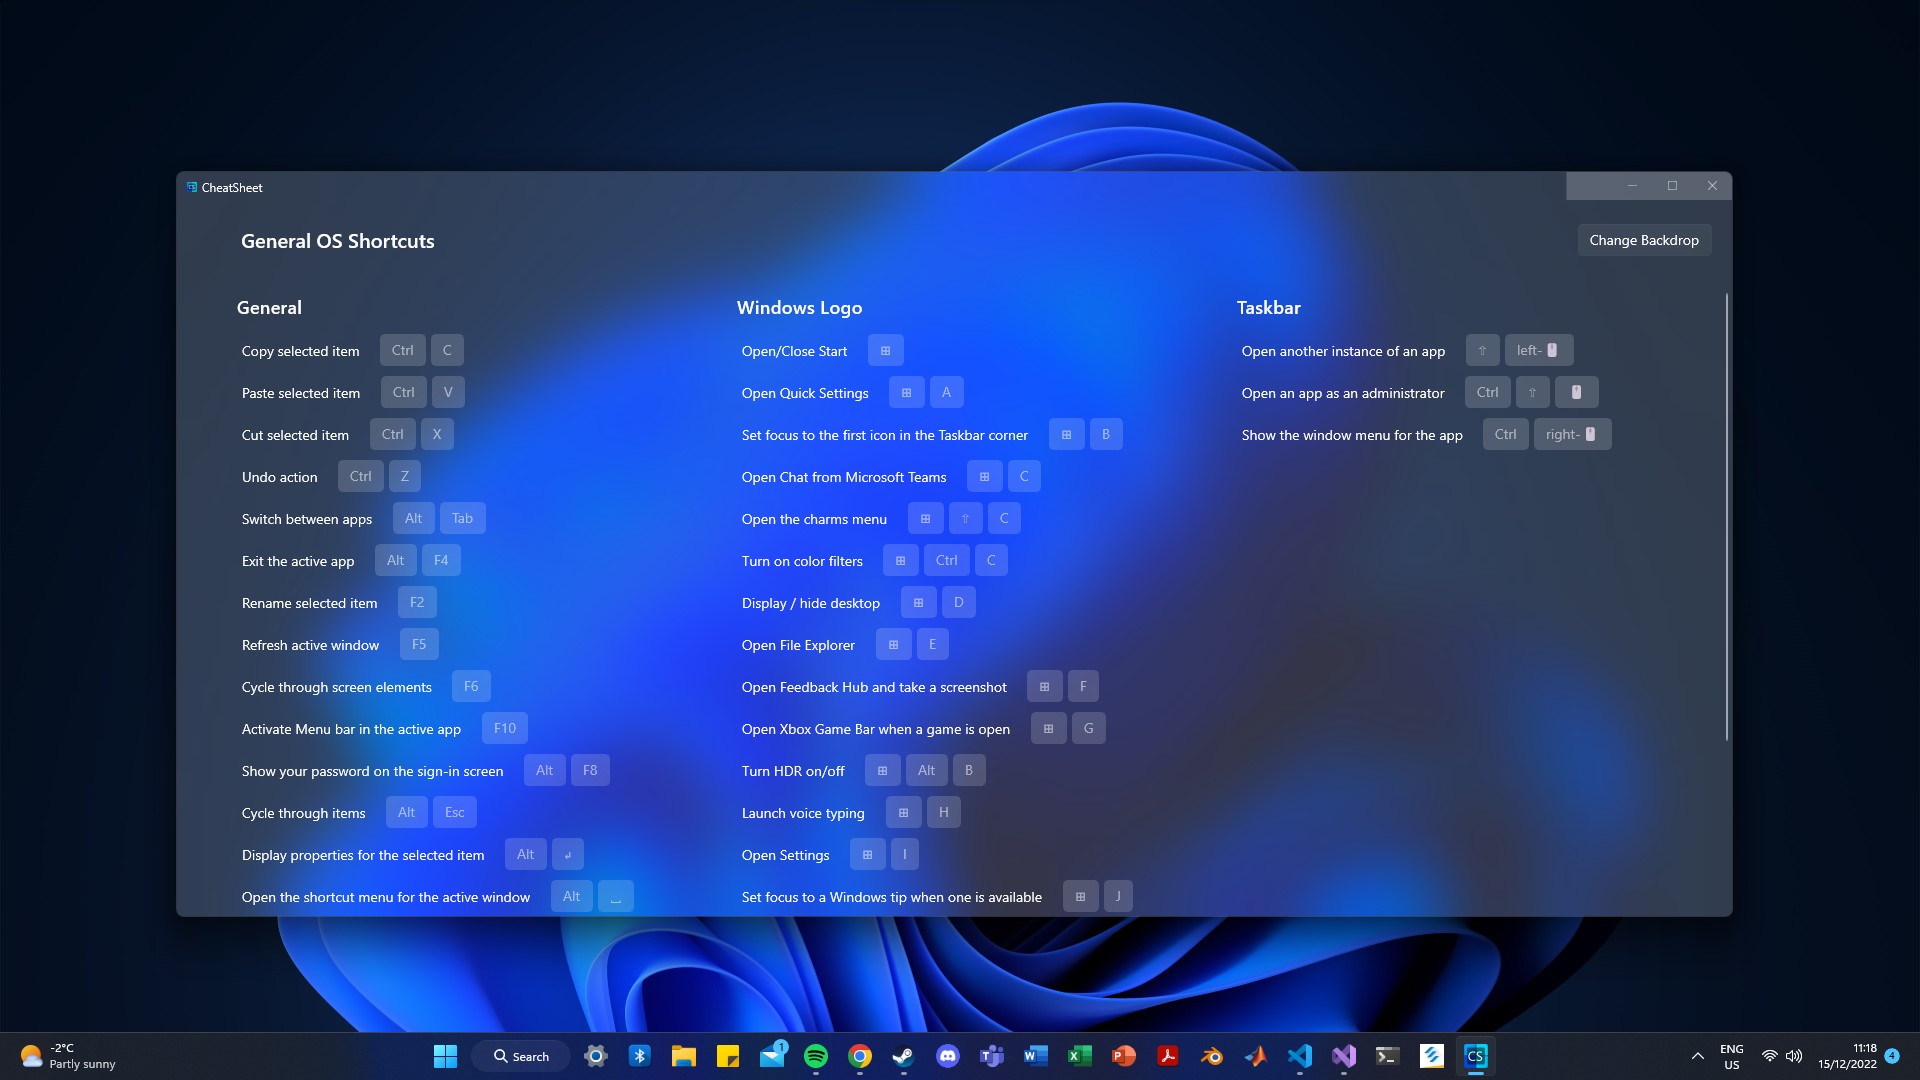 CheatSheet
General OS Shortcuts
Change Backdrop
General
Copy selected item Ctrl C
Paste selected item Ctrl V
Cut selected item Ctrl X
Undo action Ctrl Z
Switch between apps Alt Tab
Exit the active app Alt F4
Rename selected item F2
Refresh active window F5
Cycle through screen elements F6
Activate Menu bar in the active app F10
Show your password on the sign-in screen Alt F8
Cycle through items Alt Esc
Display properties for the selected item Alt ↲
Open the shortcut menu for the active window Alt ⎵
Windows Logo
Open/Close Start ⊞
Open Quick Settings ⊞ A
Set focus to the first icon in the Taskbar corner ⊞ B
Open Chat from Microsoft Teams ⊞ C
Open the charms menu ⊞ ⇧ C
Turn on color filters ⊞ Ctrl C
Display / hide desktop ⊞ D
Open File Explorer ⊞ E
Open Feedback Hub and take a screenshot ⊞ F
Open Xbox Game Bar when a game is open ⊞ G
Turn HDR on/off ⊞ Alt B
Launch voice typing ⊞ H
Open Settings ⊞ I
Set focus to a Windows tip when one is available ⊞ J
Taskbar
Open another instance of an app ⇧ left-
Open an app as an administrator Ctrl ⇧
Show the window menu for the app Ctrl right-
-2°C
Partly sunny
Search
1
CS
ENG
US
11:18
15/12/2022
4